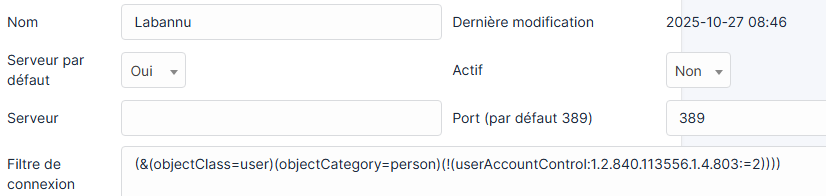 Nom Labannu Dernière modification 2025-10-27 08:46
Serveur par défaut Oui Actif Non
Serveur Port (par défaut 389) 389
Filtre de connexion (&(objectClass=user)(objectCategory=person)(!(userAccountControl:1.2.840.113556.1.4.803:=2))))